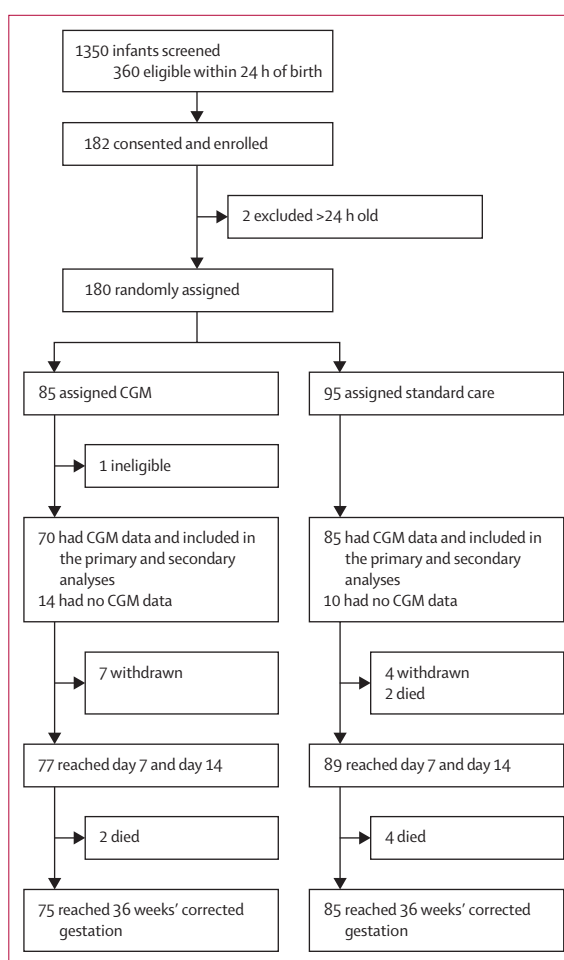 1350 infants screened
360 eligible within 24 h of birth
182 consented and enrolled
2 excluded >24 h old
180 randomly assigned
85 assigned CGM
95 assigned standard care
1 ineligible
70 had CGM data and included in
the primary and secondary
analyses
14 had no CGM data
85 had CGM data and included in
the primary and secondary
analyses
10 had no CGM data
7 withdrawn
4 withdrawn
2 died
77 reached day 7 and day 14
89 reached day 7 and day 14
2 died
4 died
75 reached 36 weeks’ corrected
gestation
85 reached 36 weeks’ corrected
gestation